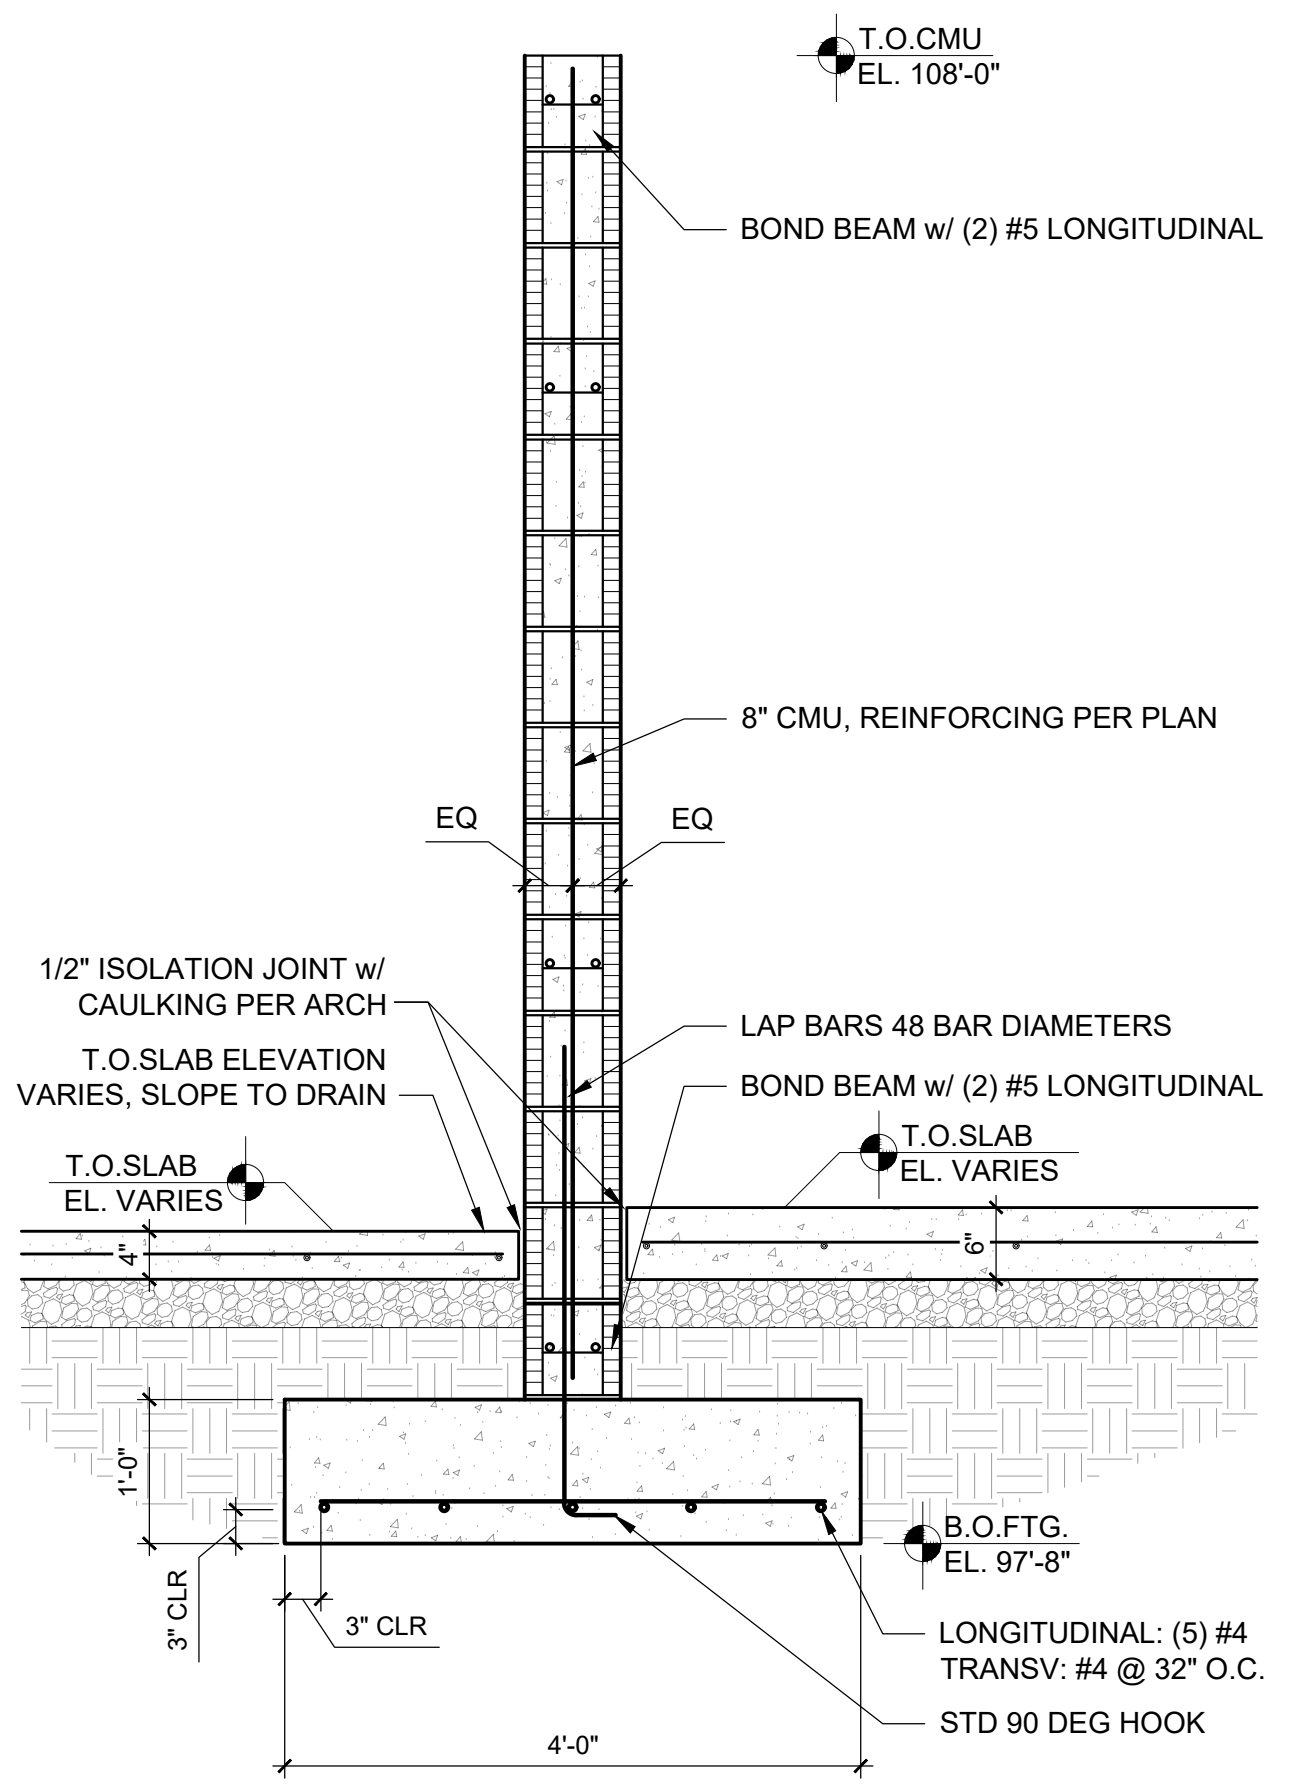 T.O.CMU
EL. 108'-0"
BOND BEAM w/ (2) #5 LONGITUDINAL
8" CMU, REINFORCING PER PLAN
EQ
EQ
1/2" ISOLATION JOINT w/
CAULKING PER ARCH
LAP BARS 48 BAR DIAMETERS
T.O.SLAB ELEVATION
VARIES, SLOPE TO DRAIN
BOND BEAM w/ (2) #5 LONGITUDINAL
T.O.SLAB
EL. VARIES
T.O.SLAB
EL. VARIES
4"
6"
1'-0"
3" CLR
3" CLR
B.O.FTG.
EL. 97'-8"
LONGITUDINAL: (5) #4
TRANSV: #4 @ 32" O.C.
STD 90 DEG HOOK
4'-0"